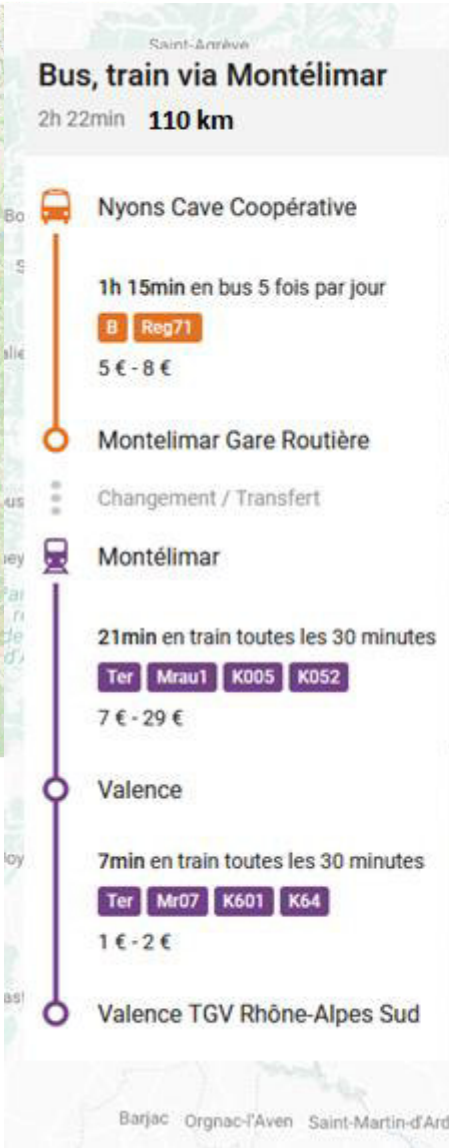 Saint-Agrève
Bus, train via Montélimar
2h 22min 110 km
Nyons Cave Coopérative
1h 15min en bus 5 fois par jour
B Reg71
5 € - 8 €
Montelimar Gare Routière
Changement / Transfert
Montélimar
21min en train toutes les 30 minutes
Ter Mrau1 K005 K052
7 € - 29 €
Valence
7min en train toutes les 30 minutes
Ter Mr07 K601 K64
1 € - 2 €
Valence TGV Rhône-Alpes Sud
Barjac Orgnac-l'Aven Saint-Martin-d'Ard